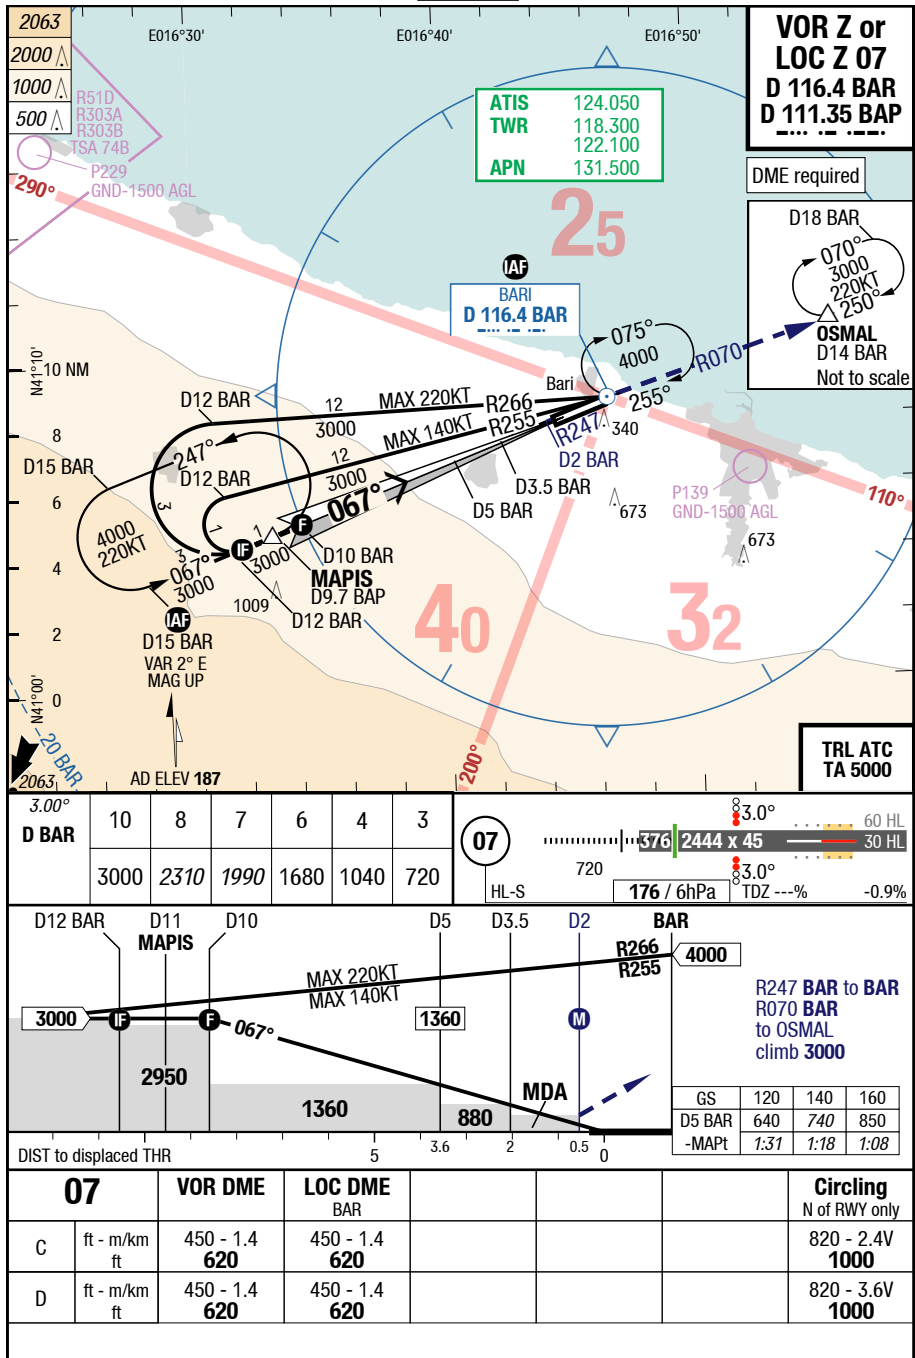 2063
2000
1000
500
E016°30'
E016°40'
E016°50'
VOR Z or
LOC Z 07
D 116.4 BAR
D 111.35 BAP
DME required
ATIS 124.050
TWR 118.300
122.100
APN 131.500
R51D
R303A
R303B
TSA 74B
P229
GND-1500 AGL
290°
25
IAF
BARI
D 116.4 BAR
D18 BAR
070°
3000
220KT
250°
OSMAL
D14 BAR
Not to scale
075°
4000
R070
255°
Bari
N41°10'
10 NM
8
6
4
2
0
N41°00'
D12 BAR
12
3000
MAX 220KT
R266
MAX 140KT
R255
R247
340
D2 BAR
D15 BAR
247°
D12 BAR
12
3000
067°
D3.5 BAR
D5 BAR
673
P139
GND-1500 AGL
110°
673
3
1
4000
220KT
3
067°
3000
IF
1
3000
F
D10 BAR
MAPIS
D9.7 BAP
1009
D12 BAR
40
32
IAF
D15 BAR
VAR 2° E
MAG UP
20 BAR
2063
AD ELEV 187
200°
TRL ATC
TA 5000
3.00°
D BAR 10 8 7 6 4 3
3000 2310 1990 1680 1040 720
07
HL-S
720
376
2444 x 45
3.0°
3.0°
60 HL
30 HL
176 / 6hPa
TDZ ---%
-0.9%
D12 BAR
D11
MAPIS
D10
D5
D3.5
D2
BAR
R266
R255
4000
MAX 220KT
MAX 140KT
3000
IF
F
067°
1360
M
R247 BAR to BAR
R070 BAR
to OSMAL
climb 3000
2950
1360
880
MDA
GS 120 140 160
D5 BAR 640 740 850
-MAPt 1:31 1:18 1:08
DIST to displaced THR
5
3.6
2
0.5
0
07 VOR DME LOC DME Circling
BAR N of RWY only
C ft - m/km 450 - 1.4 450 - 1.4 820 - 2.4V
ft 620 620 1000
D ft - m/km 450 - 1.4 450 - 1.4 820 - 3.6V
ft 620 620 1000